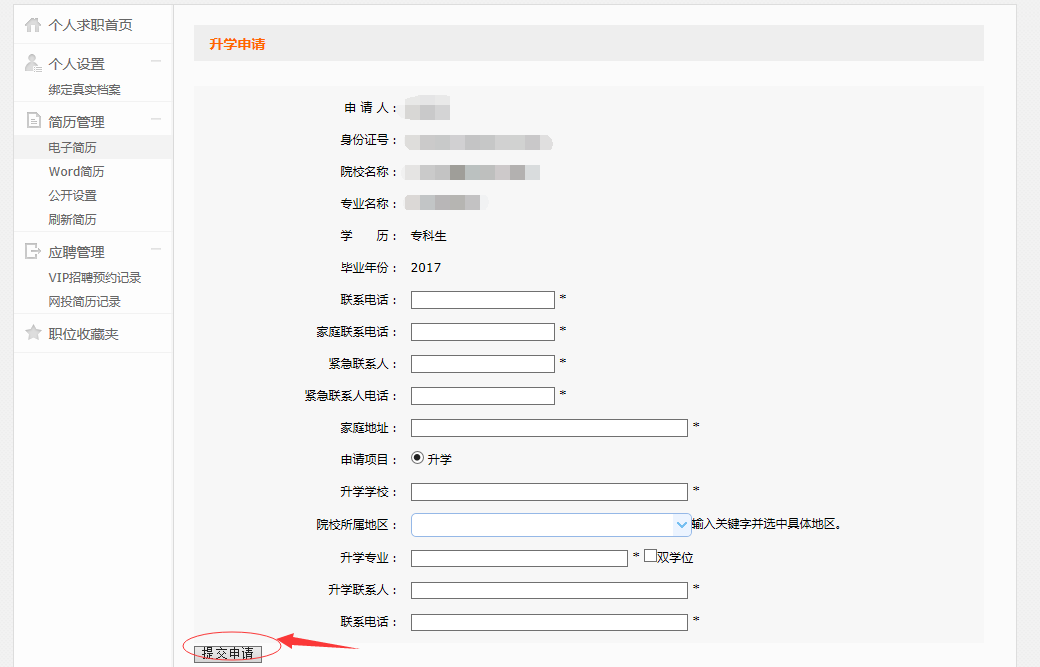 个人求职首页
个人设置
绑定真实档案
简历管理
电子简历
Word简历
公开设置
刷新简历
应聘管理
VIP招聘预约记录
网投简历记录
职位收藏夹
升学申请
申 请 人：
身份证号：
院校名称：
专业名称：
学 历： 专科生
毕业年份： 2017
联系电话： *
家庭联系电话： *
紧急联系人： *
紧急联系人电话： *
家庭地址： *
申请项目： 升学
升学学校： *
院校所属地区： 输入关键字并选中具体地区。
升学专业： * 双学位
升学联系人： *
联系电话： *
提交申请